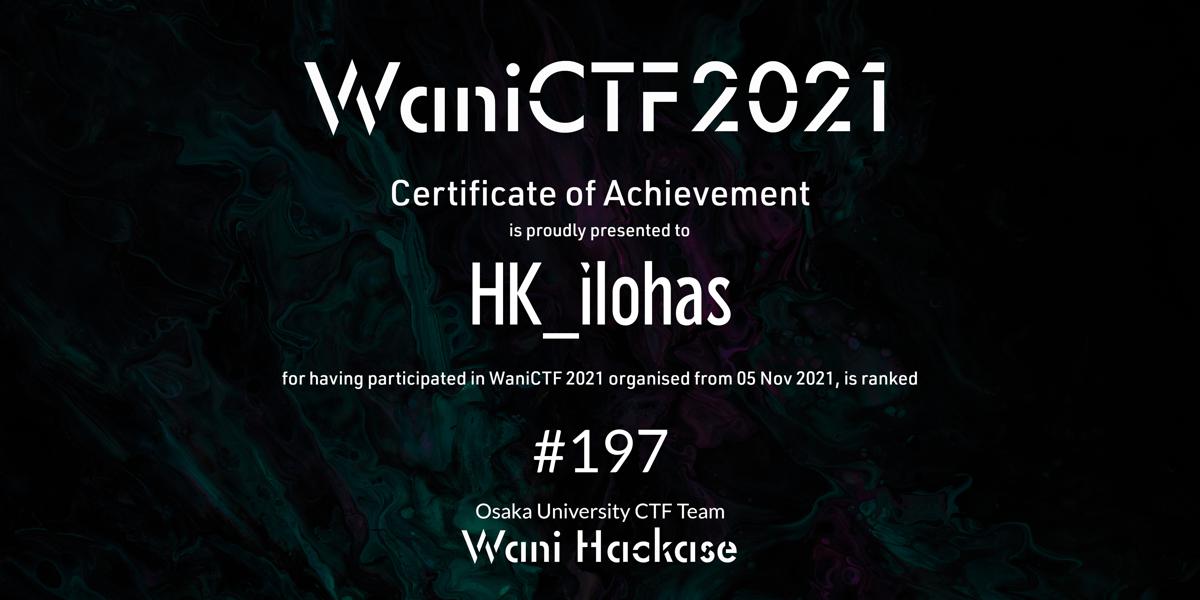 WaniCTF2021
Certificate of Achievement
is proudly presented to
HK_ilohas
for having participated in WaniCTF 2021 organised from 05 Nov 2021, is ranked
#197
Osaka University CTF Team
Wani Hackase